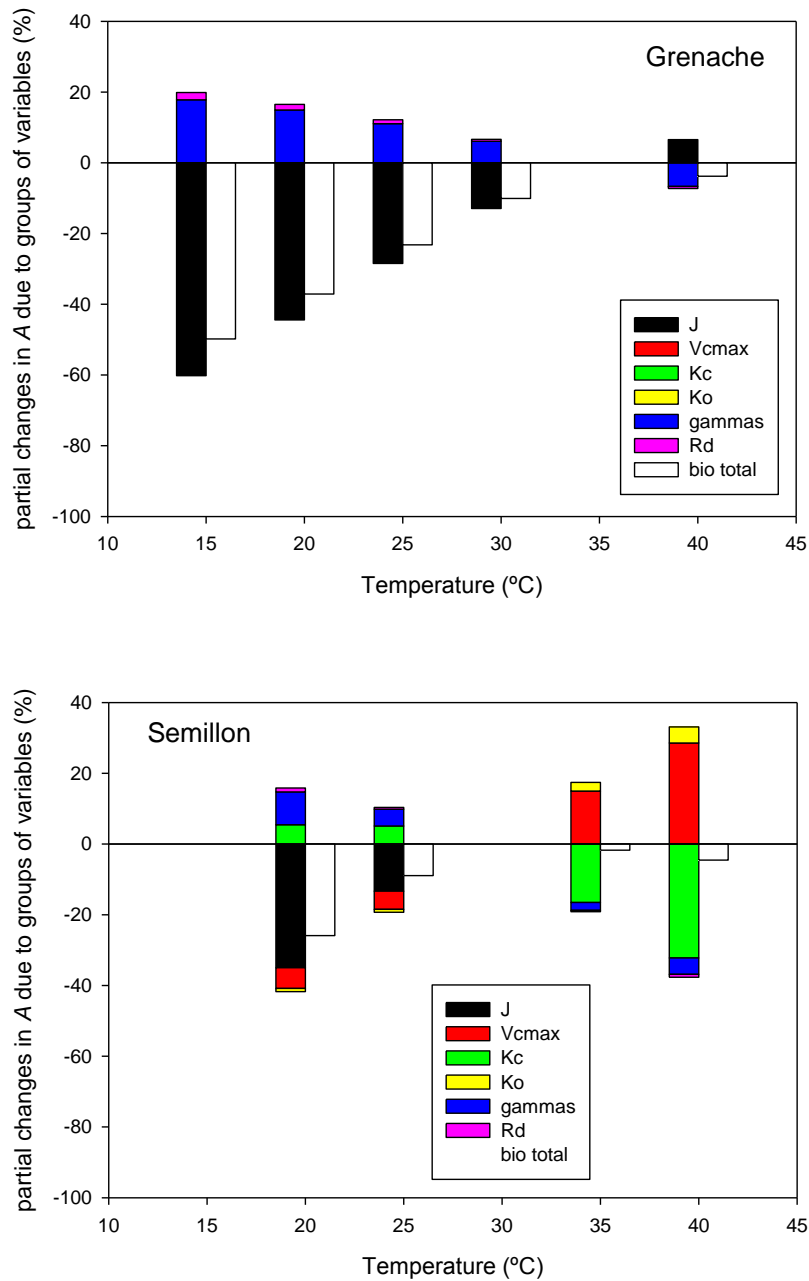 Grenache
partial changes in A due to groups of variables (%)
40
20
0
-20
-40
-60
-80
-100
J
Vcmax
Kc
Ko
gammas
Rd
bio total
10 15 20 25 30 35 40 45
Temperature (ºC)
Semillon
partial changes in A due to groups of variables (%)
40
20
0
-20
-40
-60
-80
-100
J
Vcmax
Kc
Ko
gammas
Rd
bio total
10 15 20 25 30 35 40 45
Temperature (ºC)